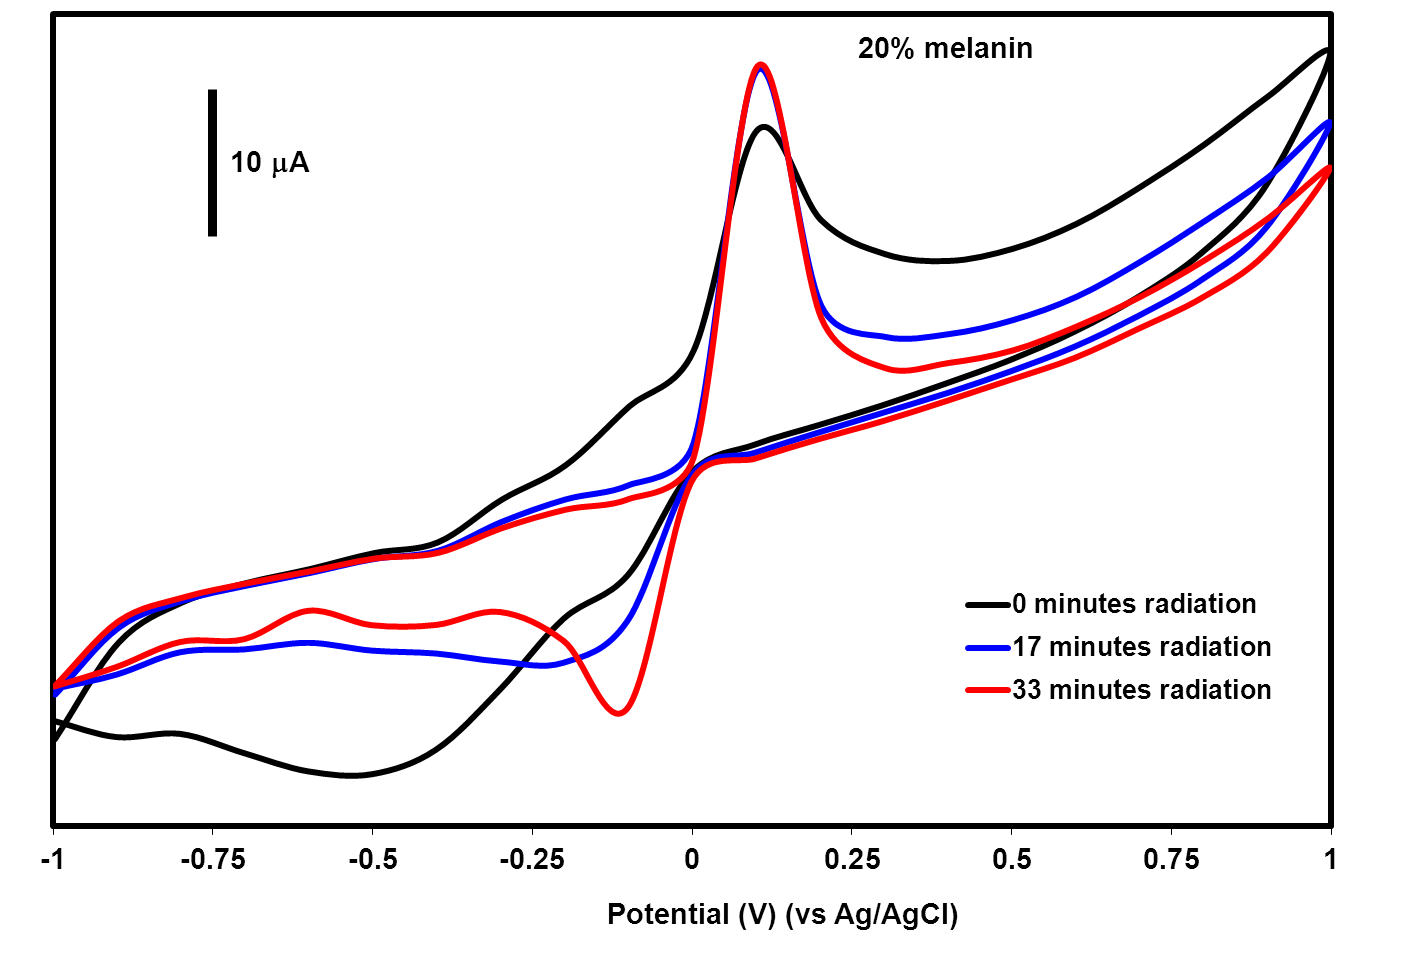 20% melanin
10 μA
0 minutes radiation
17 minutes radiation
33 minutes radiation
-1 -0.75 -0.5 -0.25 0 0.25 0.5 0.75 1
Potential (V) (vs Ag/AgCl)